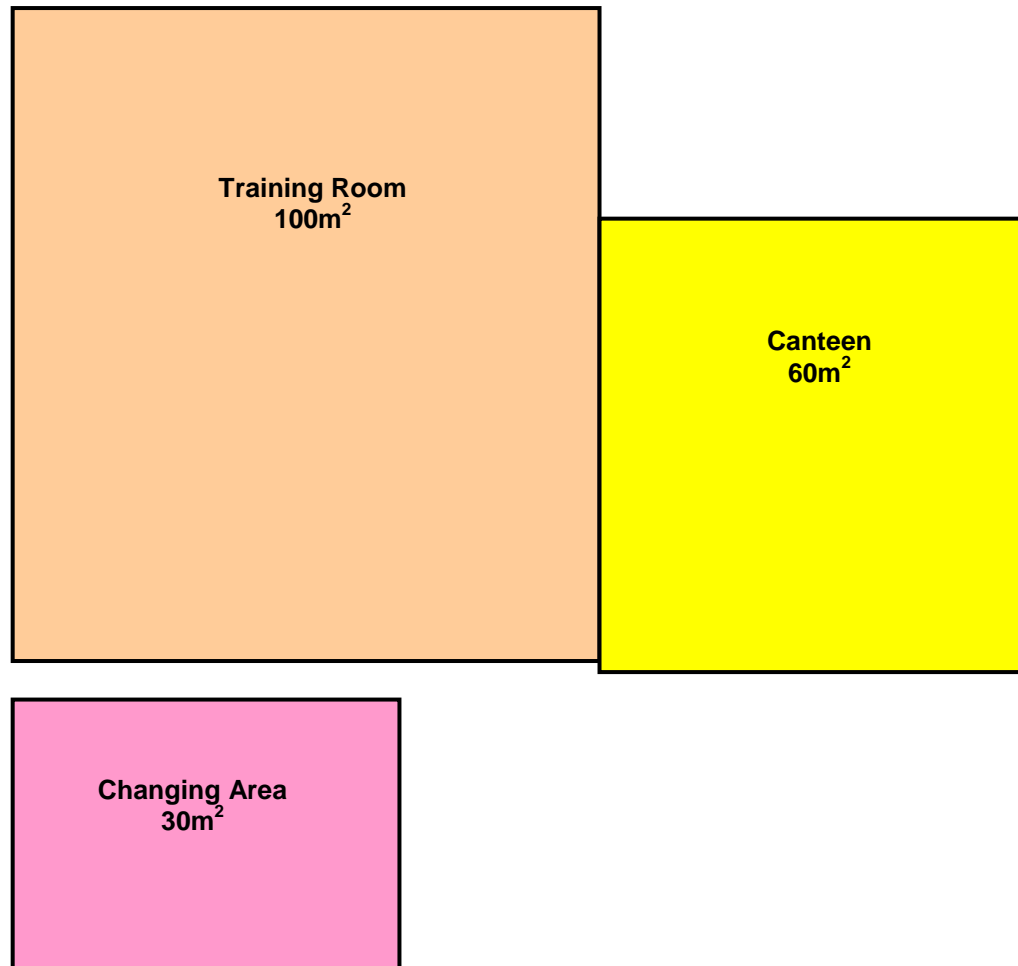 Training Room
100m²
Canteen
60m²
Changing Area
30m²